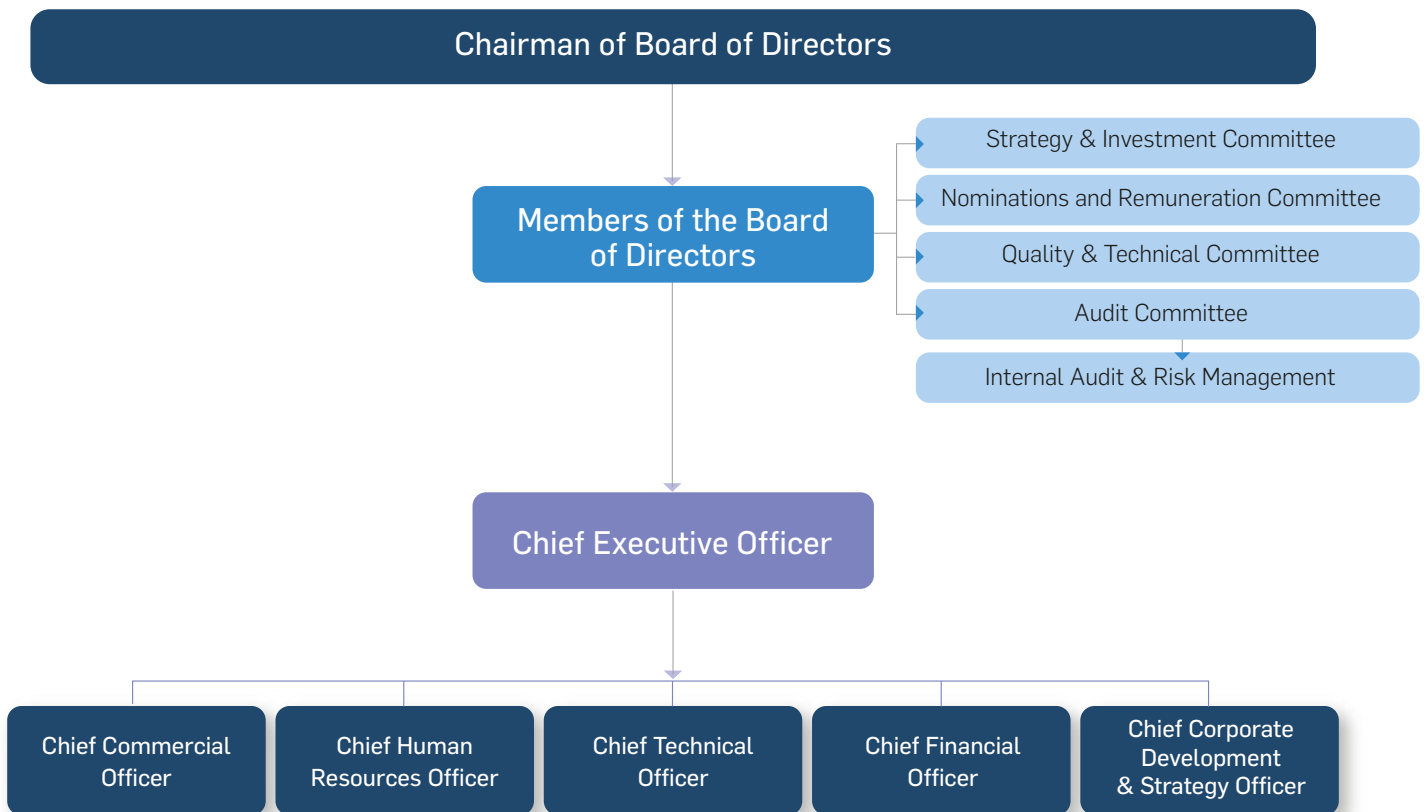 Chairman of Board of Directors
Strategy & Investment Committee
Nominations and Remuneration Committee
Members of the Board
of Directors
Quality & Technical Committee
Audit Committee
Internal Audit & Risk Management
Chief Executive Officer
Chief Commercial
Officer
Chief Human
Resources Officer
Chief Technical
Officer
Chief Financial
Officer
Chief Corporate
Development
& Strategy Officer